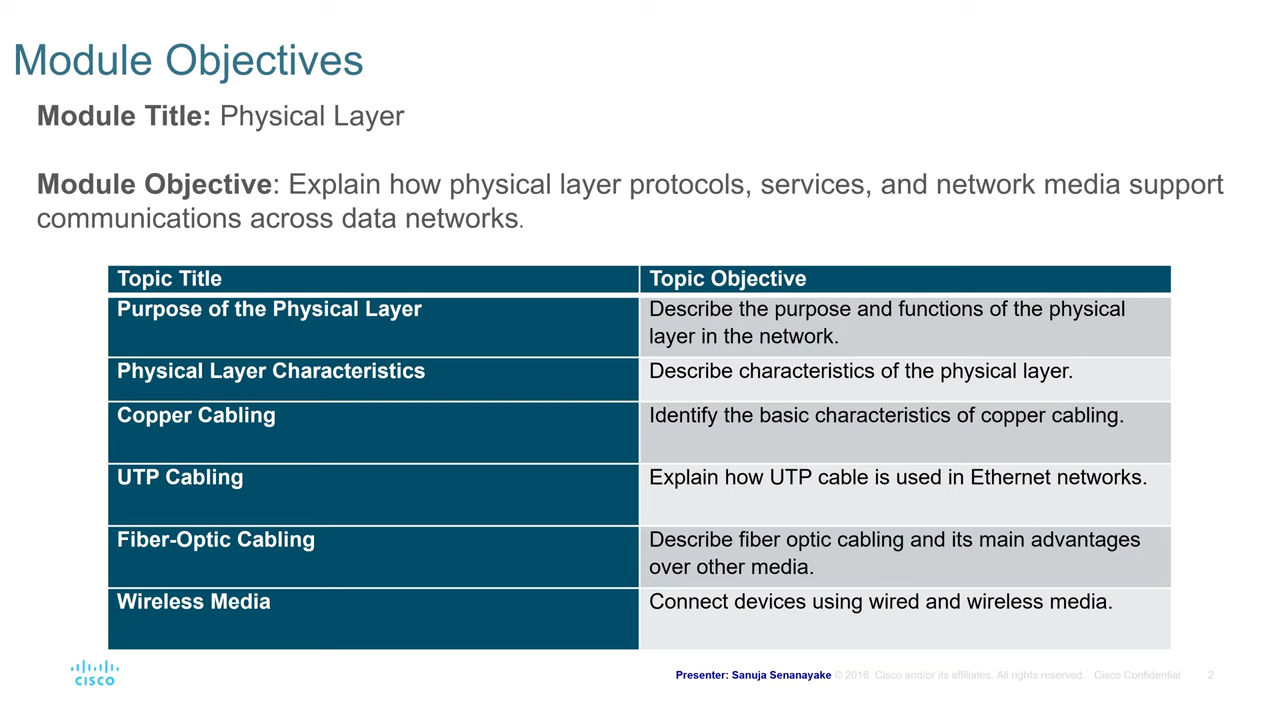 Module Objectives
Module Title: Physical Layer
Module Objective: Explain how physical layer protocols, services, and network media support
communications across data networks.
Topic Title
Topic Objective
Purpose of the Physical Layer
Describe the purpose and functions of the physical
layer in the network.
Physical Layer Characteristics
Describe characteristics of the physical layer.
Copper Cabling
Identify the basic characteristics of copper cabling.
UTP Cabling
Explain how UTP cable is used in Ethernet networks.
Fiber-Optic Cabling
Describe fiber optic cabling and its main advantages
over other media.
Wireless Media
Connect devices using wired and wireless media.
CISCO
Presenter: Sanuja Senanayake © 2016 Cisco and/or its affiliates. All rights reserved. Cisco Confidential 2